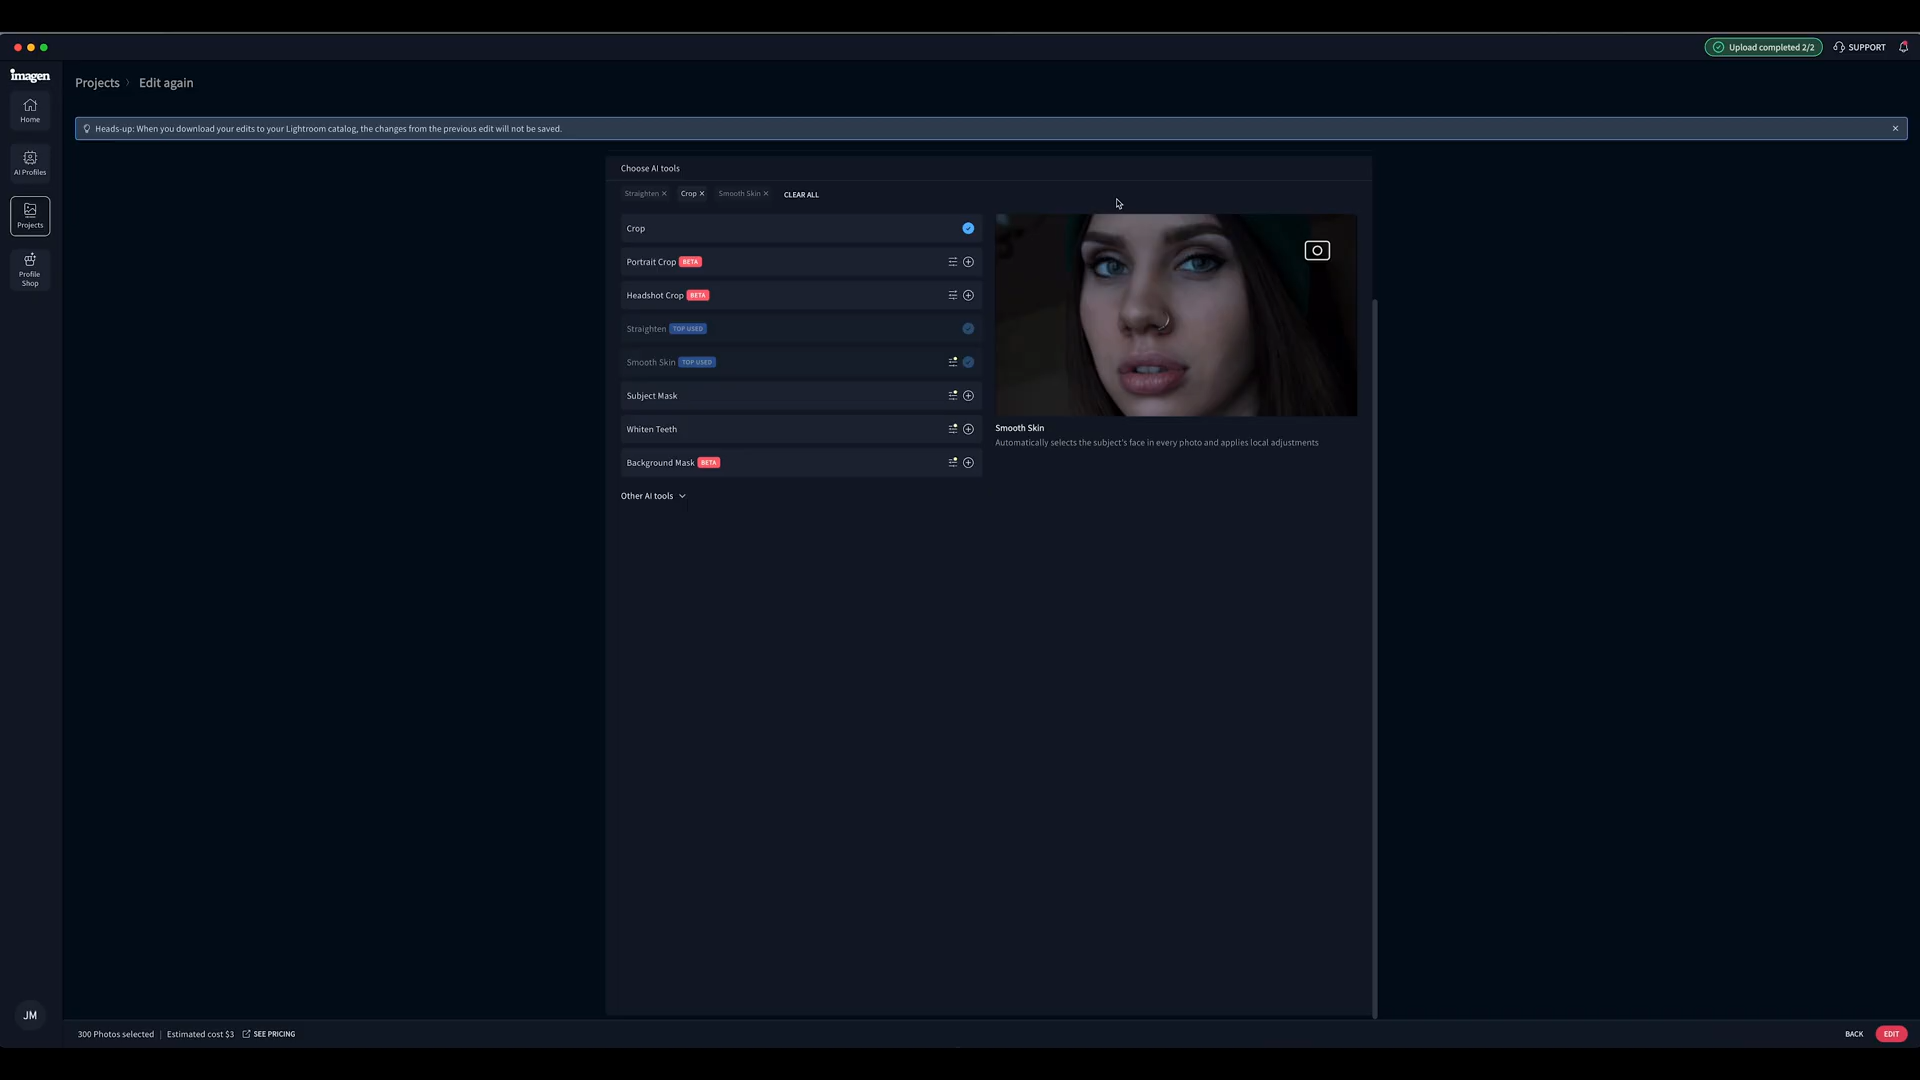 Upload completed 2/2
SUPPORT
imagen
Projects › Edit again
Home
Heads-up: When you download your edits to your Lightroom catalog, the changes from the previous edit will not be saved.
AI Profiles
Projects
Profile
Shop
Choose AI tools
Straighten × Crop × Smooth Skin × CLEAR ALL
Crop
Portrait Crop BETA
Headshot Crop BETA
Straighten TOP USED
Smooth Skin TOP USED
Subject Mask
Whiten Teeth
Background Mask BETA
Other AI tools
Smooth Skin
Automatically selects the subject's face in every photo and applies local adjustments
JM
300 Photos selected | Estimated cost $3 SEE PRICING
BACK EDIT